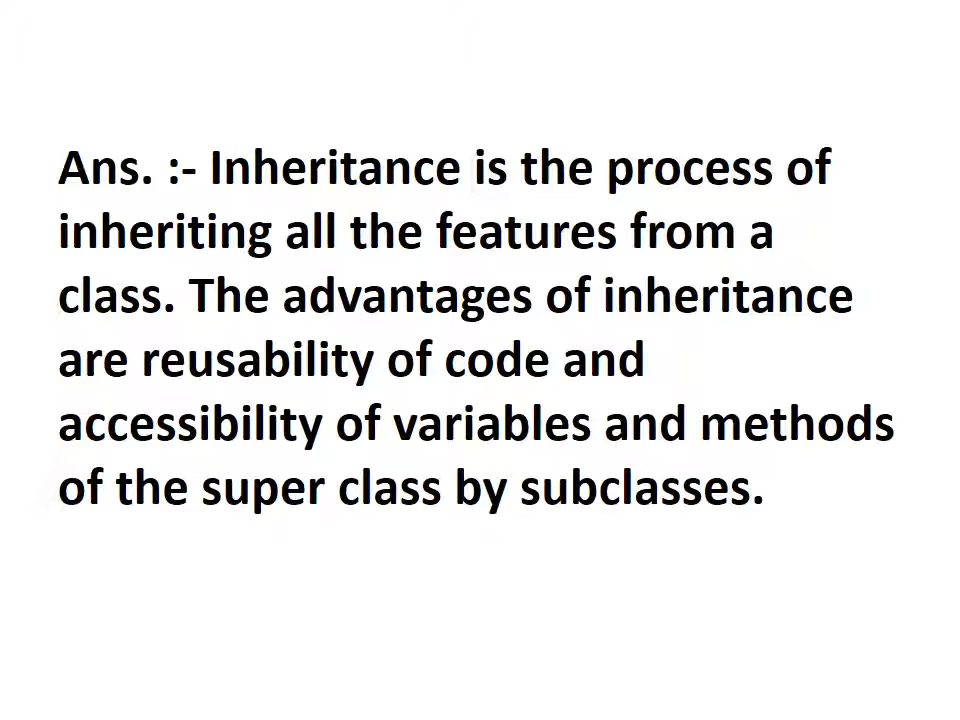 Ans. :- Inheritance is the process of
inheriting all the features from a
class. The advantages of inheritance
are reusability of code and
accessibility of variables and methods
of the super class by subclasses.